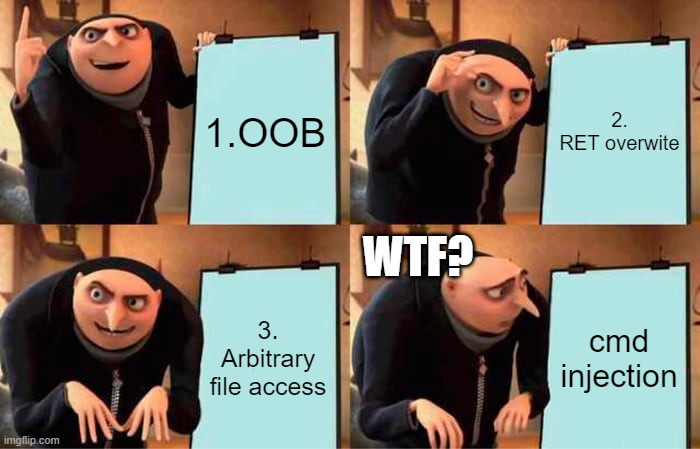 1.OOB
2.
RET overwite
3.
Arbitrary
file access
WTF?
cmd
injection
imgflip.com